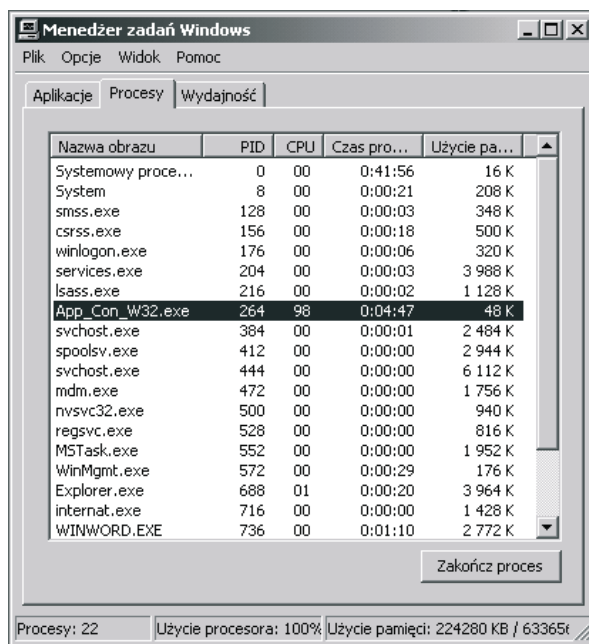 Menedżer zadań Windows
Plik Opcje Widok Pomoc
Aplikacje Procesy Wydajność
Nazwa obrazu PID CPU Czas pro... Użycie pa...
Systemowy proce... 0 00 0:41:56 16 K
System 8 00 0:00:21 208 K
smss.exe 128 00 0:00:03 348 K
csrss.exe 156 00 0:00:18 500 K
winlogon.exe 176 00 0:00:06 320 K
services.exe 204 00 0:00:03 3 988 K
lsass.exe 216 00 0:00:02 1 128 K
App_Con_W32.exe 264 98 0:04:47 48 K
svchost.exe 384 00 0:00:01 2 484 K
spoolsv.exe 412 00 0:00:00 2 944 K
svchost.exe 444 00 0:00:00 6 112 K
mdm.exe 472 00 0:00:00 1 756 K
nvsvc32.exe 500 00 0:00:00 940 K
regsvc.exe 528 00 0:00:00 816 K
MSTask.exe 552 00 0:00:00 1 952 K
WinMgmt.exe 572 00 0:00:29 176 K
Explorer.exe 688 01 0:00:20 3 964 K
internat.exe 716 00 0:00:00 1 428 K
WINWORD.EXE 736 00 0:01:10 2 772 K
Zakończ proces
Procesy: 22 Użycie procesora: 100% Użycie pamięci: 224280 KB /